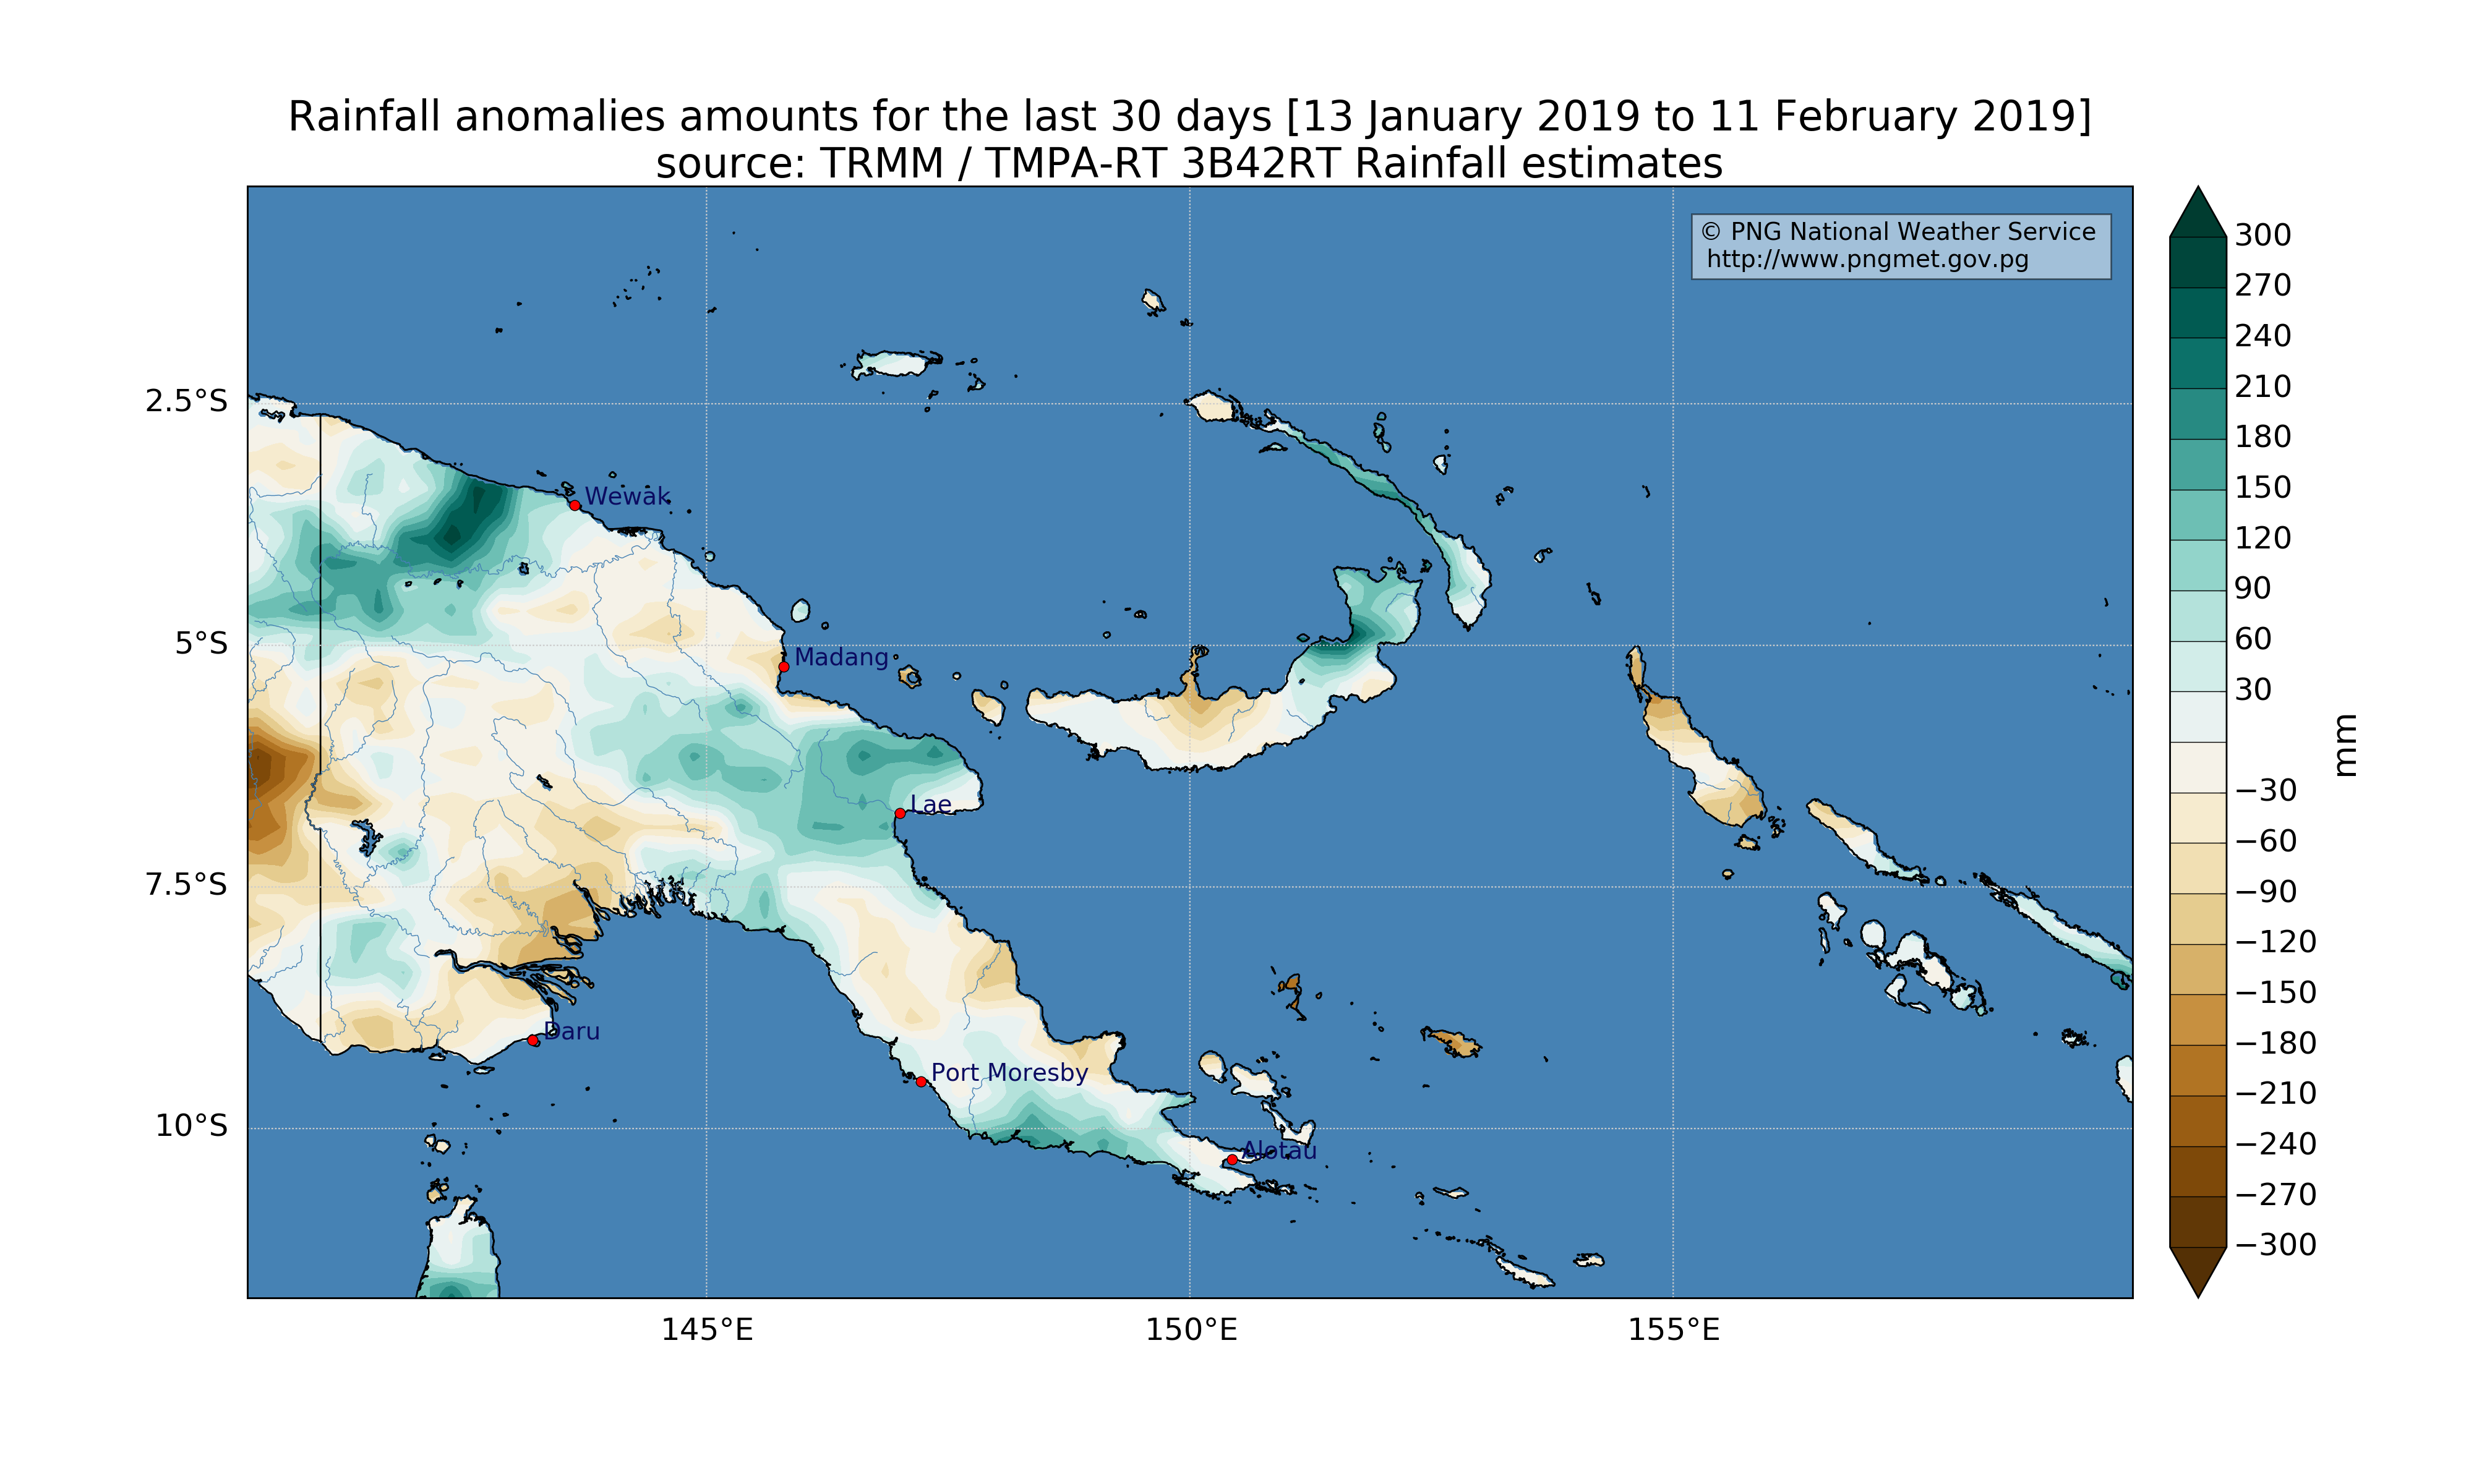 Rainfall anomalies amounts for the last 30 days [13 January 2019 to 11 February 2019]
source: TRMM / TMPA-RT 3B42RT Rainfall estimates
© PNG National Weather Service
http://www.pngmet.gov.pg
2.5°S
5°S
7.5°S
10°S
145°E
150°E
155°E
Wewak
Madang
Lae
Daru
Port Moresby
Alotau
300
270
240
210
180
150
120
90
60
30
−30
−60
−90
−120
−150
−180
−210
−240
−270
−300
mm